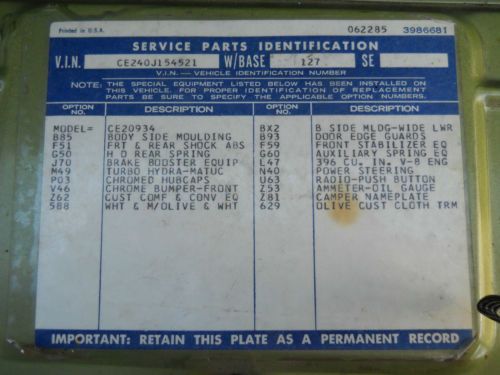 Printed in U.S.A. 062285 3986681
SERVICE PARTS IDENTIFICATION
V.I.N. CE240J154521 W/BASE 127 SE
V.I.N.— VEHICLE IDENTIFICATION NUMBER
NOTE: THE SPECIAL EQUIPMENT LISTED BELOW HAS BEEN INSTALLED ON
THIS VEHICLE. FOR PROPER IDENTIFICATION OF REPLACEMENT
PARTS BE SURE TO SPECIFY THE APPLICABLE OPTION NUMBERS.
OPTION NO. DESCRIPTION OPTION NO. DESCRIPTION
MODEL= CE20934 BX2 B SIDE MLDG-WIDE LWR
B85 BODY SIDE MOULDING B93 DOOR EDGE GUARDS
F51 FRT & REAR SHOCK ABS F59 FRONT STABILIZER EQ
G50 H D REAR SPRING G60 AUXILIARY SPRING EQ
J70 BRAKE BOOSTER EQUIP L47 396 CU. IN. V-8 ENG
M49 TURBO HYDRA-MATUC N40 POWER STEERING
P03 CHROMED HUBCAPS U63 RADIO-PUSH BUTTON
V46 CHROME BUMPER-FRONT Z53 AMMETER-OIL GAUGE
Z62 CUST COMF & CONV EQ Z81 CAMPER NAMEPLATE
588 WHT & M/OLIVE & WHT 629 OLIVE CUST CLOTH TRM
IMPORTANT: RETAIN THIS PLATE AS A PERMANENT RECORD